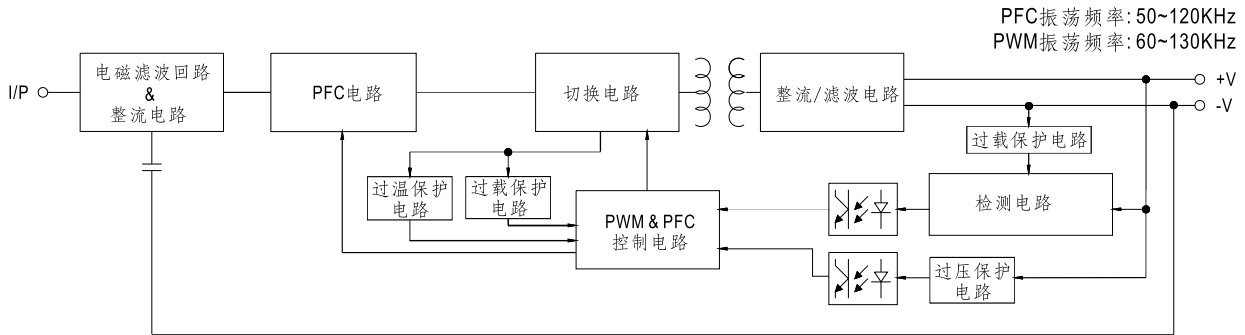 PFC振荡频率: 50~120KHz
PWM振荡频率: 60~130KHz
I/P
电磁滤波回路
&
整流电路
PFC电路
切换电路
整流/滤波电路
+V
-V
过载保护电路
过温保护
电路
过载保护
电路
PWM & PFC
控制电路
检测电路
过压保护
电路